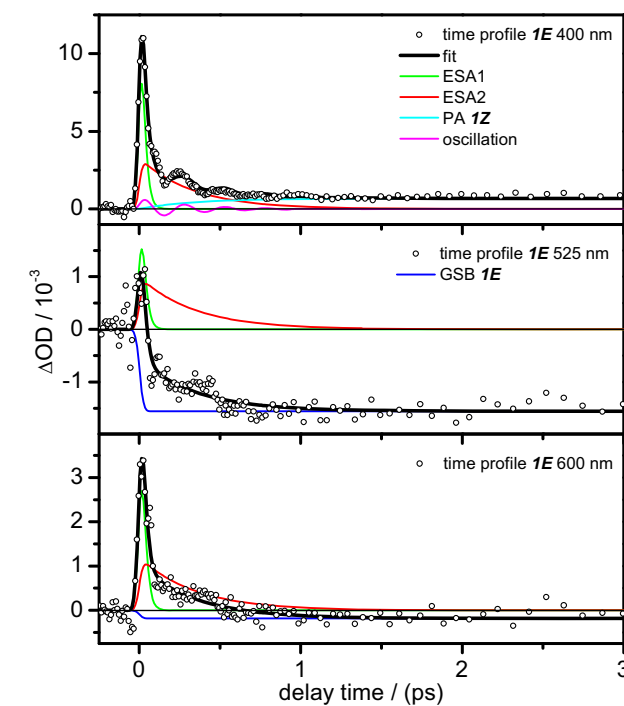 time profile 1E 400 nm
fit
ESA1
ESA2
PA 1Z
oscillation
10
5
0
time profile 1E 525 nm
GSB 1E
1
0
-1
ΔOD / 10⁻³
time profile 1E 600 nm
3
2
1
0
0 1 2 3
delay time / (ps)